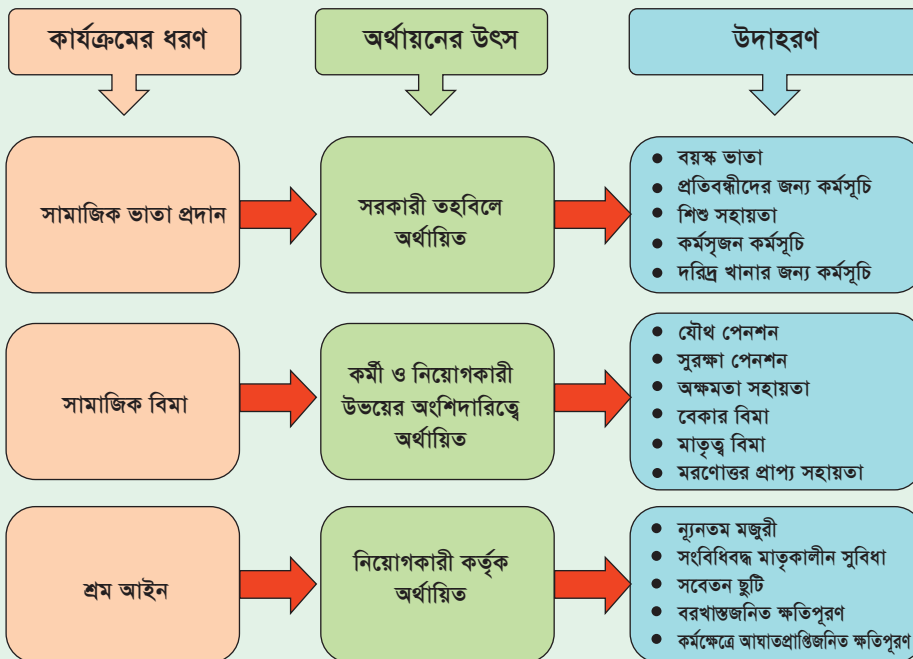 কার্যক্রমের ধরণ
অর্থায়নের উৎস
উদাহরণ
সামাজিক ভাতা প্রদান
সরকারী তহবিলে
অর্থায়িত
• বয়স্ক ভাতা
• প্রতিবন্ধীদের জন্য কর্মসূচি
• শিশু সহায়তা
• কর্মসৃজন কর্মসূচি
• দরিদ্র খানার জন্য কর্মসূচি
সামাজিক বিমা
কর্মী ও নিয়োগকারী
উভয়ের অংশিদারিত্বে
অর্থায়িত
• যৌথ পেনশন
• সুরক্ষা পেনশন
• অক্ষমতা সহায়তা
• বেকার বিমা
• মাতৃত্ব বিমা
• মরণোত্তর প্রাপ্য সহায়তা
শ্রম আইন
নিয়োগকারী কর্তৃক
অর্থায়িত
• ন্যূনতম মজুরী
• সংবিধিবদ্ধ মাতৃকালীন সুবিধা
• সবেতন ছুটি
• বরখাস্তজনিত ক্ষতিপূরণ
• কর্মক্ষেত্রে আঘাতপ্রাপ্তিজনিত ক্ষতিপূরণ